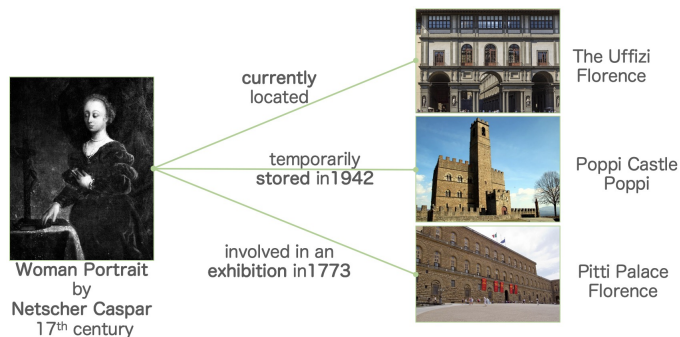 currently
located
The Uffizi
Florence
temporarily
stored in1942
Poppi Castle
Poppi
involved in an
exhibition in1773
Pitti Palace
Florence
Woman Portrait
by
Netscher Caspar
17th century